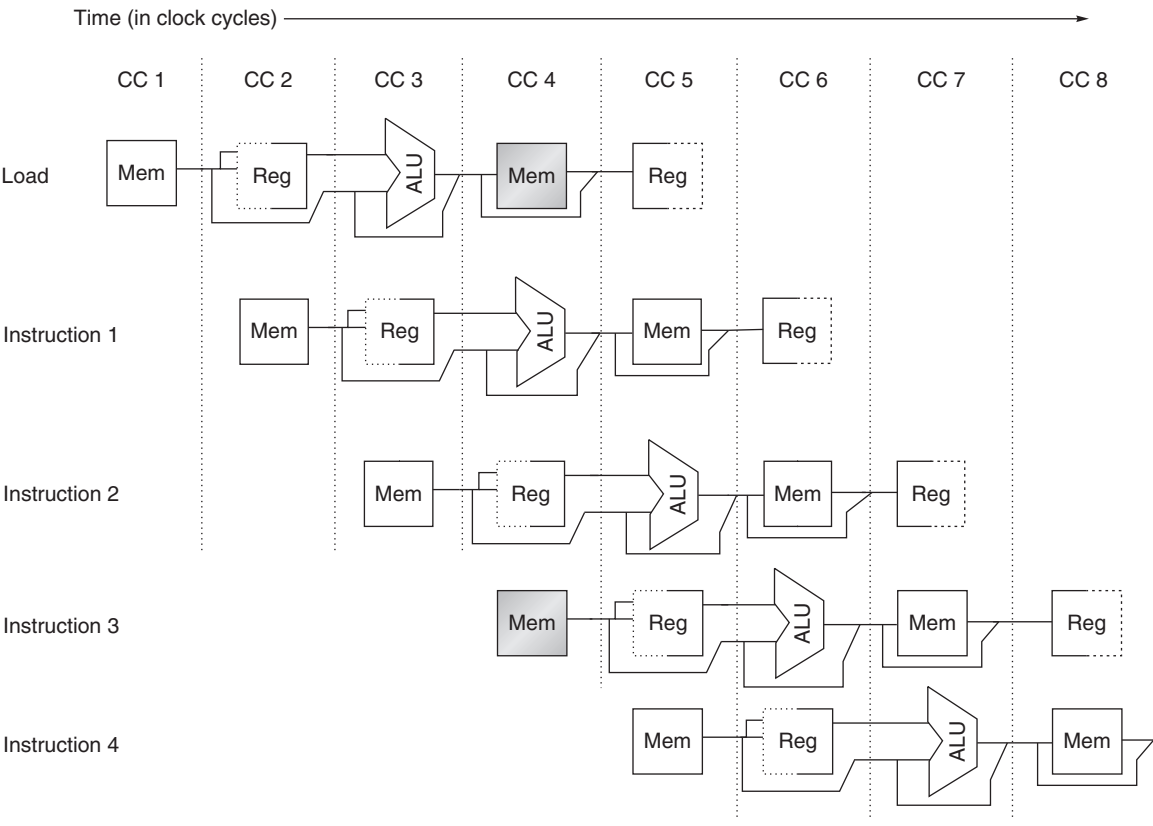 Time (in clock cycles)
CC 1 CC 2 CC 3 CC 4 CC 5 CC 6 CC 7 CC 8
Load Mem Reg ALU Mem Reg
Instruction 1 Mem Reg ALU Mem Reg
Instruction 2 Mem Reg ALU Mem Reg
Instruction 3 Mem Reg ALU Mem Reg
Instruction 4 Mem Reg ALU Mem